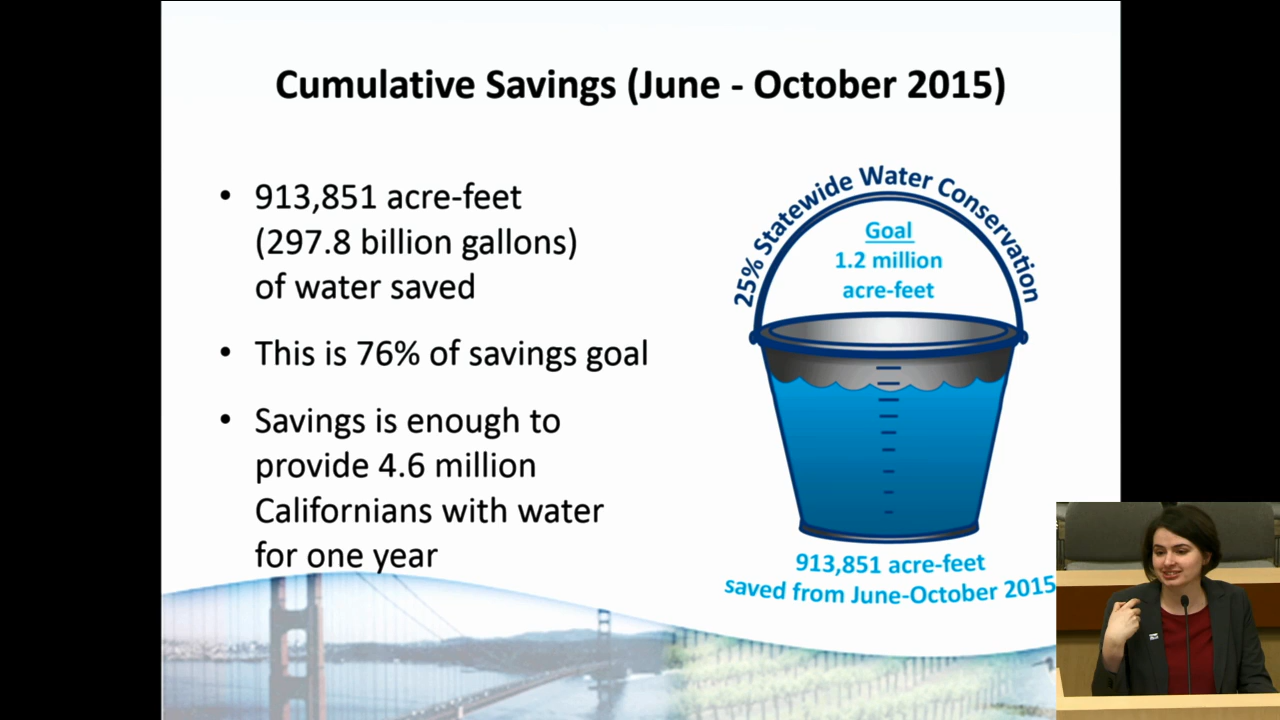 Cumulative Savings (June - October 2015)
• 913,851 acre-feet
(297.8 billion gallons)
of water saved
• This is 76% of savings goal
• Savings is enough to
provide 4.6 million
Californians with water
for one year
25% Statewide Water Conservation
Goal
1.2 million
acre-feet
913,851 acre-feet
saved from June-October 2015